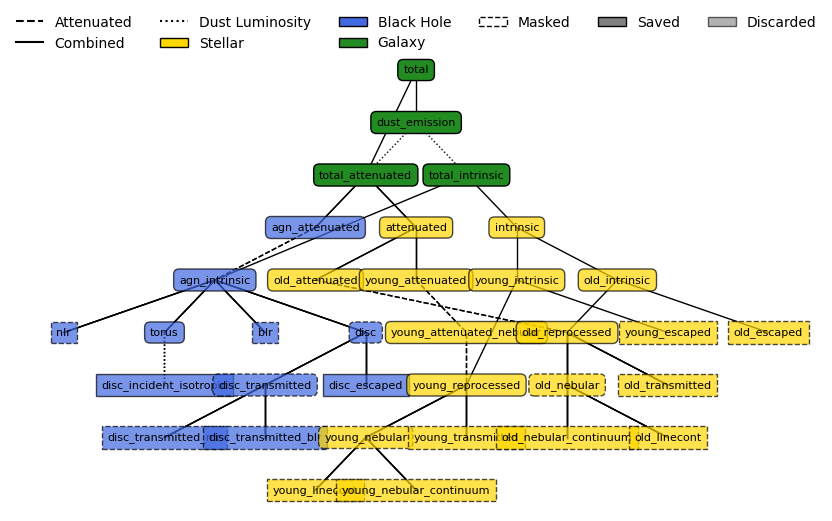 Attenuated Dust Luminosity Black Hole Masked Saved Discarded
Combined Stellar Galaxy
total
dust_emission
total_attenuated total_intrinsic
agn_attenuated attenuated intrinsic
agn_intrinsic old_attenuated young_attenuated young_intrinsic old_intrinsic
nlr torus blr disc young_attenuated_nebular old_reprocessed young_escaped old_escaped
disc_incident_isotropic disc_transmitted disc_escaped young_reprocessed old_nebular old_transmitted
disc_transmitted disc_transmitted_blr young_nebular young_transmitted old_nebular_continuum old_linecont
young_linecont young_nebular_continuum